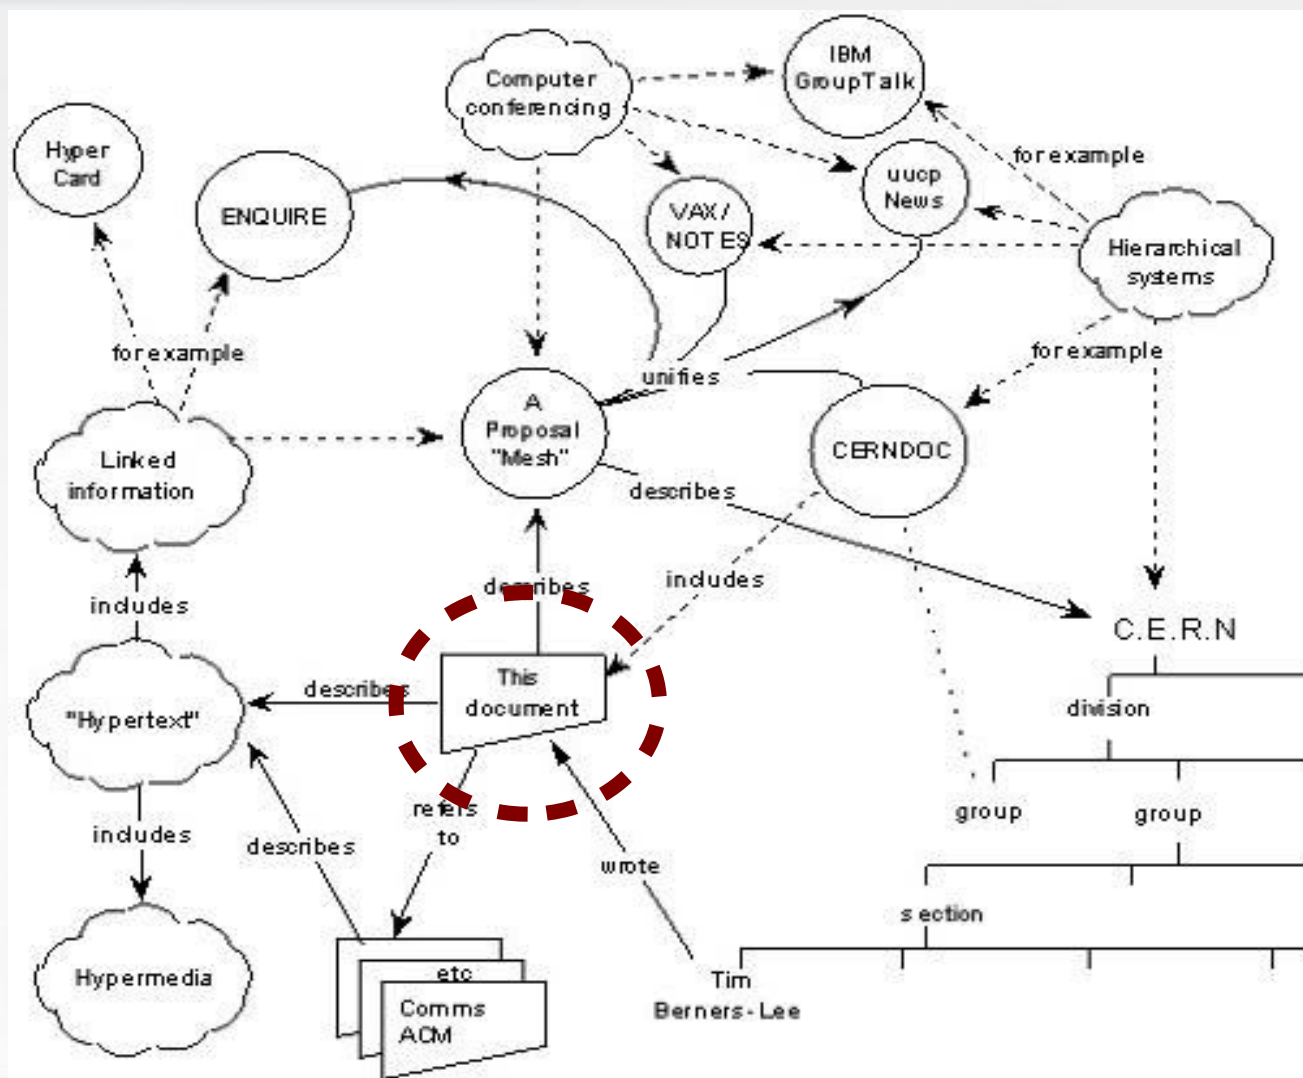 IBM
GroupTalk
Computer
conferencing
Hyper
Card
for example
uucp
News
ENQUIRE
VAX/
NOTES
Hierarchical
systems
for example
for example
unifies
A
Proposal
"Mesh"
CERNDOC
Linked
information
describes
describes
includes
includes
C.E.R.N
This
document
describes
"Hypertext"
division
refers
to
group
group
includes
describes
wrote
section
Hypermedia
etc
Tim
Berners-Lee
Comms
ACM